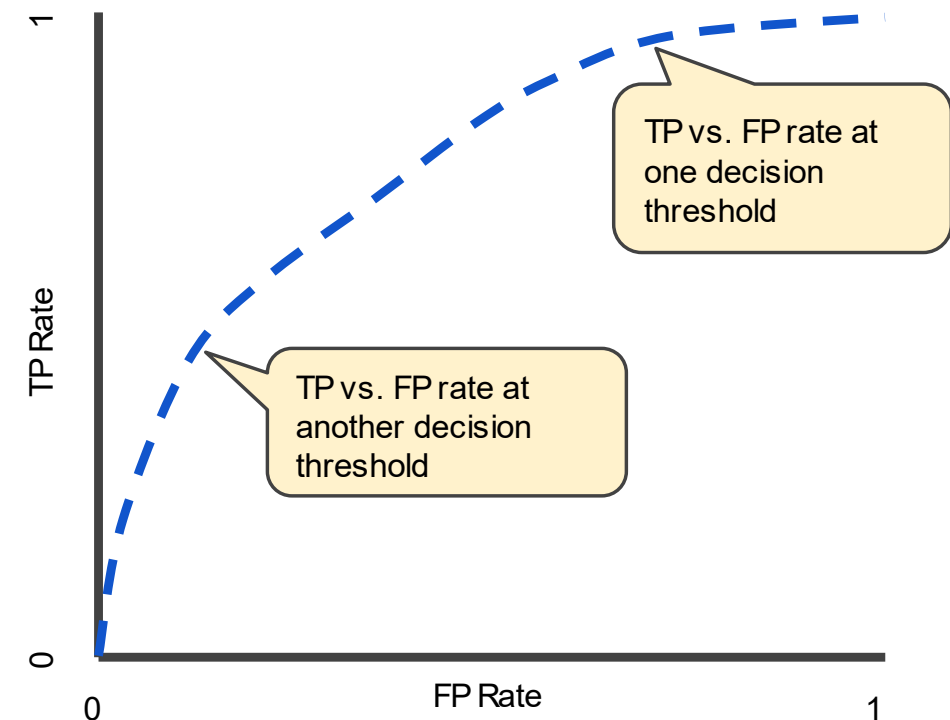 1
TP vs. FP rate at
one decision
threshold
TP Rate
TP vs. FP rate at
another decision
threshold
0
0
FP Rate
1